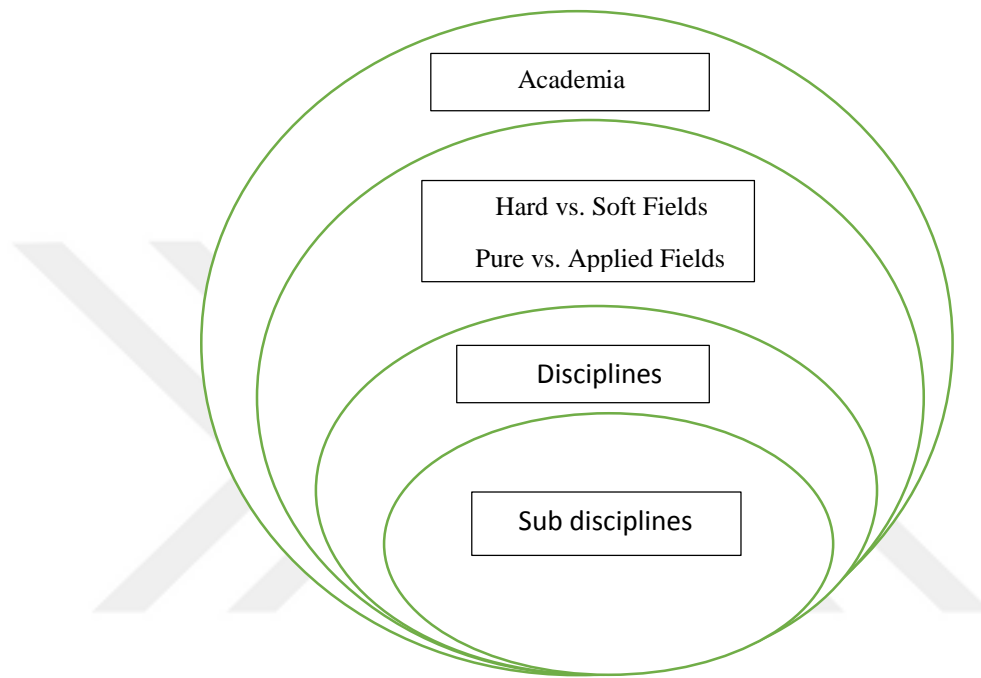 Academia
Hard vs. Soft Fields
Pure vs. Applied Fields
Disciplines
Sub disciplines